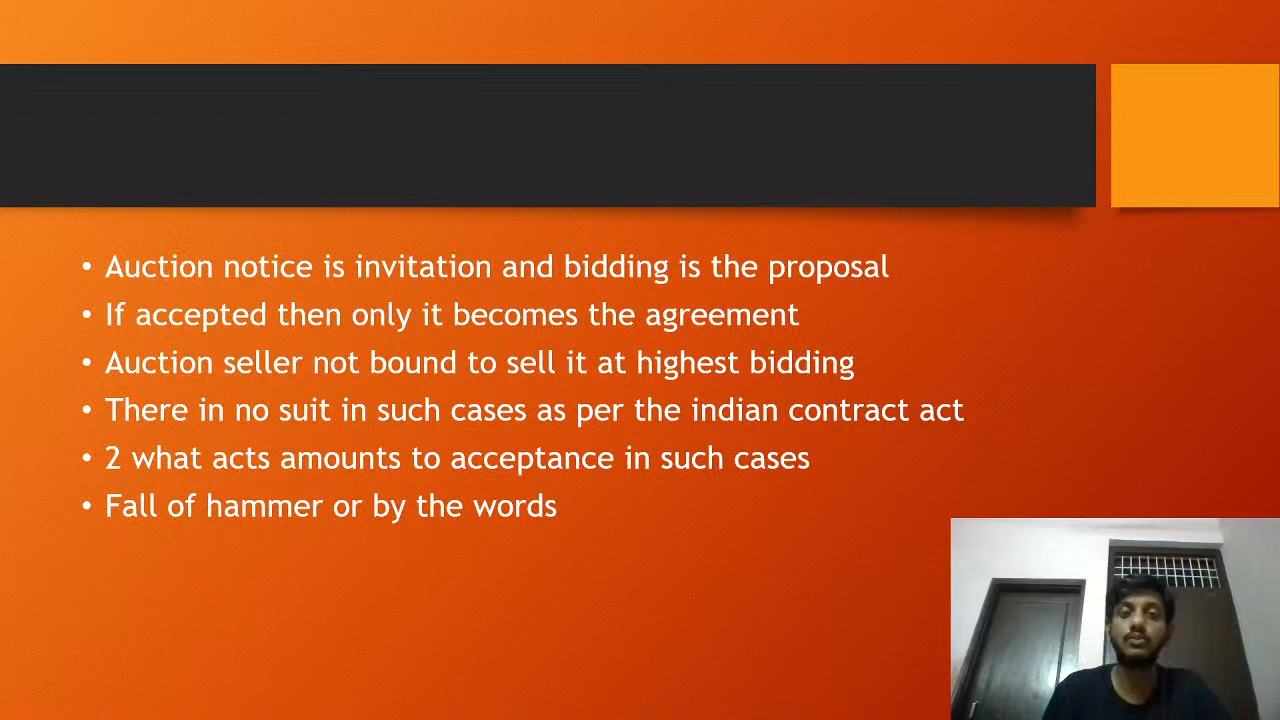 • Auction notice is invitation and bidding is the proposal
• If accepted then only it becomes the agreement
• Auction seller not bound to sell it at highest bidding
• There in no suit in such cases as per the indian contract act
• 2 what acts amounts to acceptance in such cases
• Fall of hammer or by the words